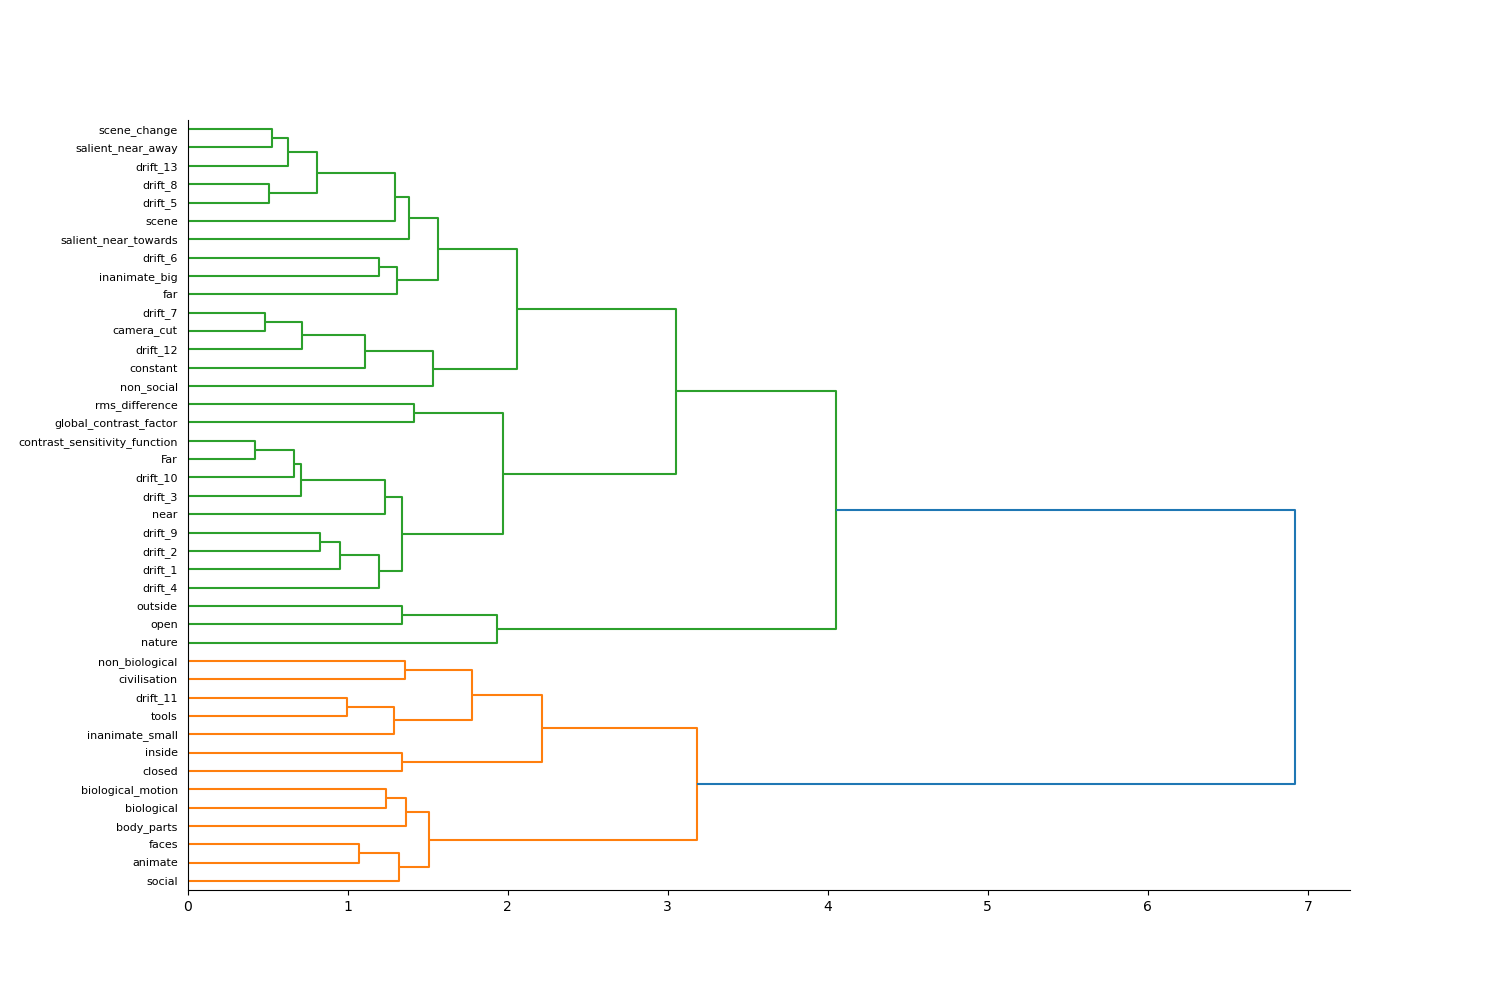 scene_change
salient_near_away
drift_13
drift_8
drift_5
scene
salient_near_towards
drift_6
inanimate_big
far
drift_7
camera_cut
drift_12
constant
non_social
rms_difference
global_contrast_factor
contrast_sensitivity_function
Far
drift_10
drift_3
near
drift_9
drift_2
drift_1
drift_4
outside
open
nature
non_biological
civilisation
drift_11
tools
inanimate_small
inside
closed
biological_motion
biological
body_parts
faces
animate
social
0 1 2 3 4 5 6 7